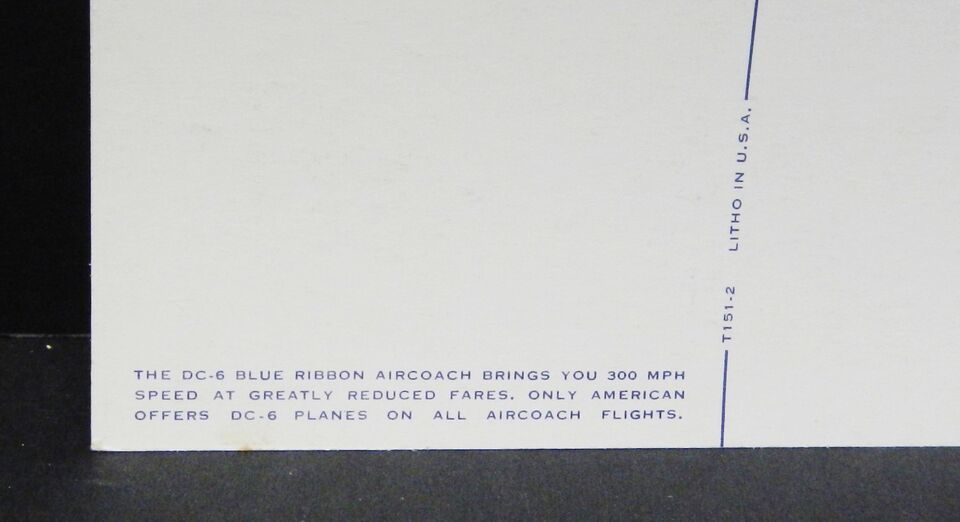 THE DC-6 BLUE RIBBON AIRCOACH BRINGS YOU 300 MPH
SPEED AT GREATLY REDUCED FARES. ONLY AMERICAN
OFFERS DC-6 PLANES ON ALL AIRCOACH FLIGHTS.
T151-2 LITHO IN U.S.A.